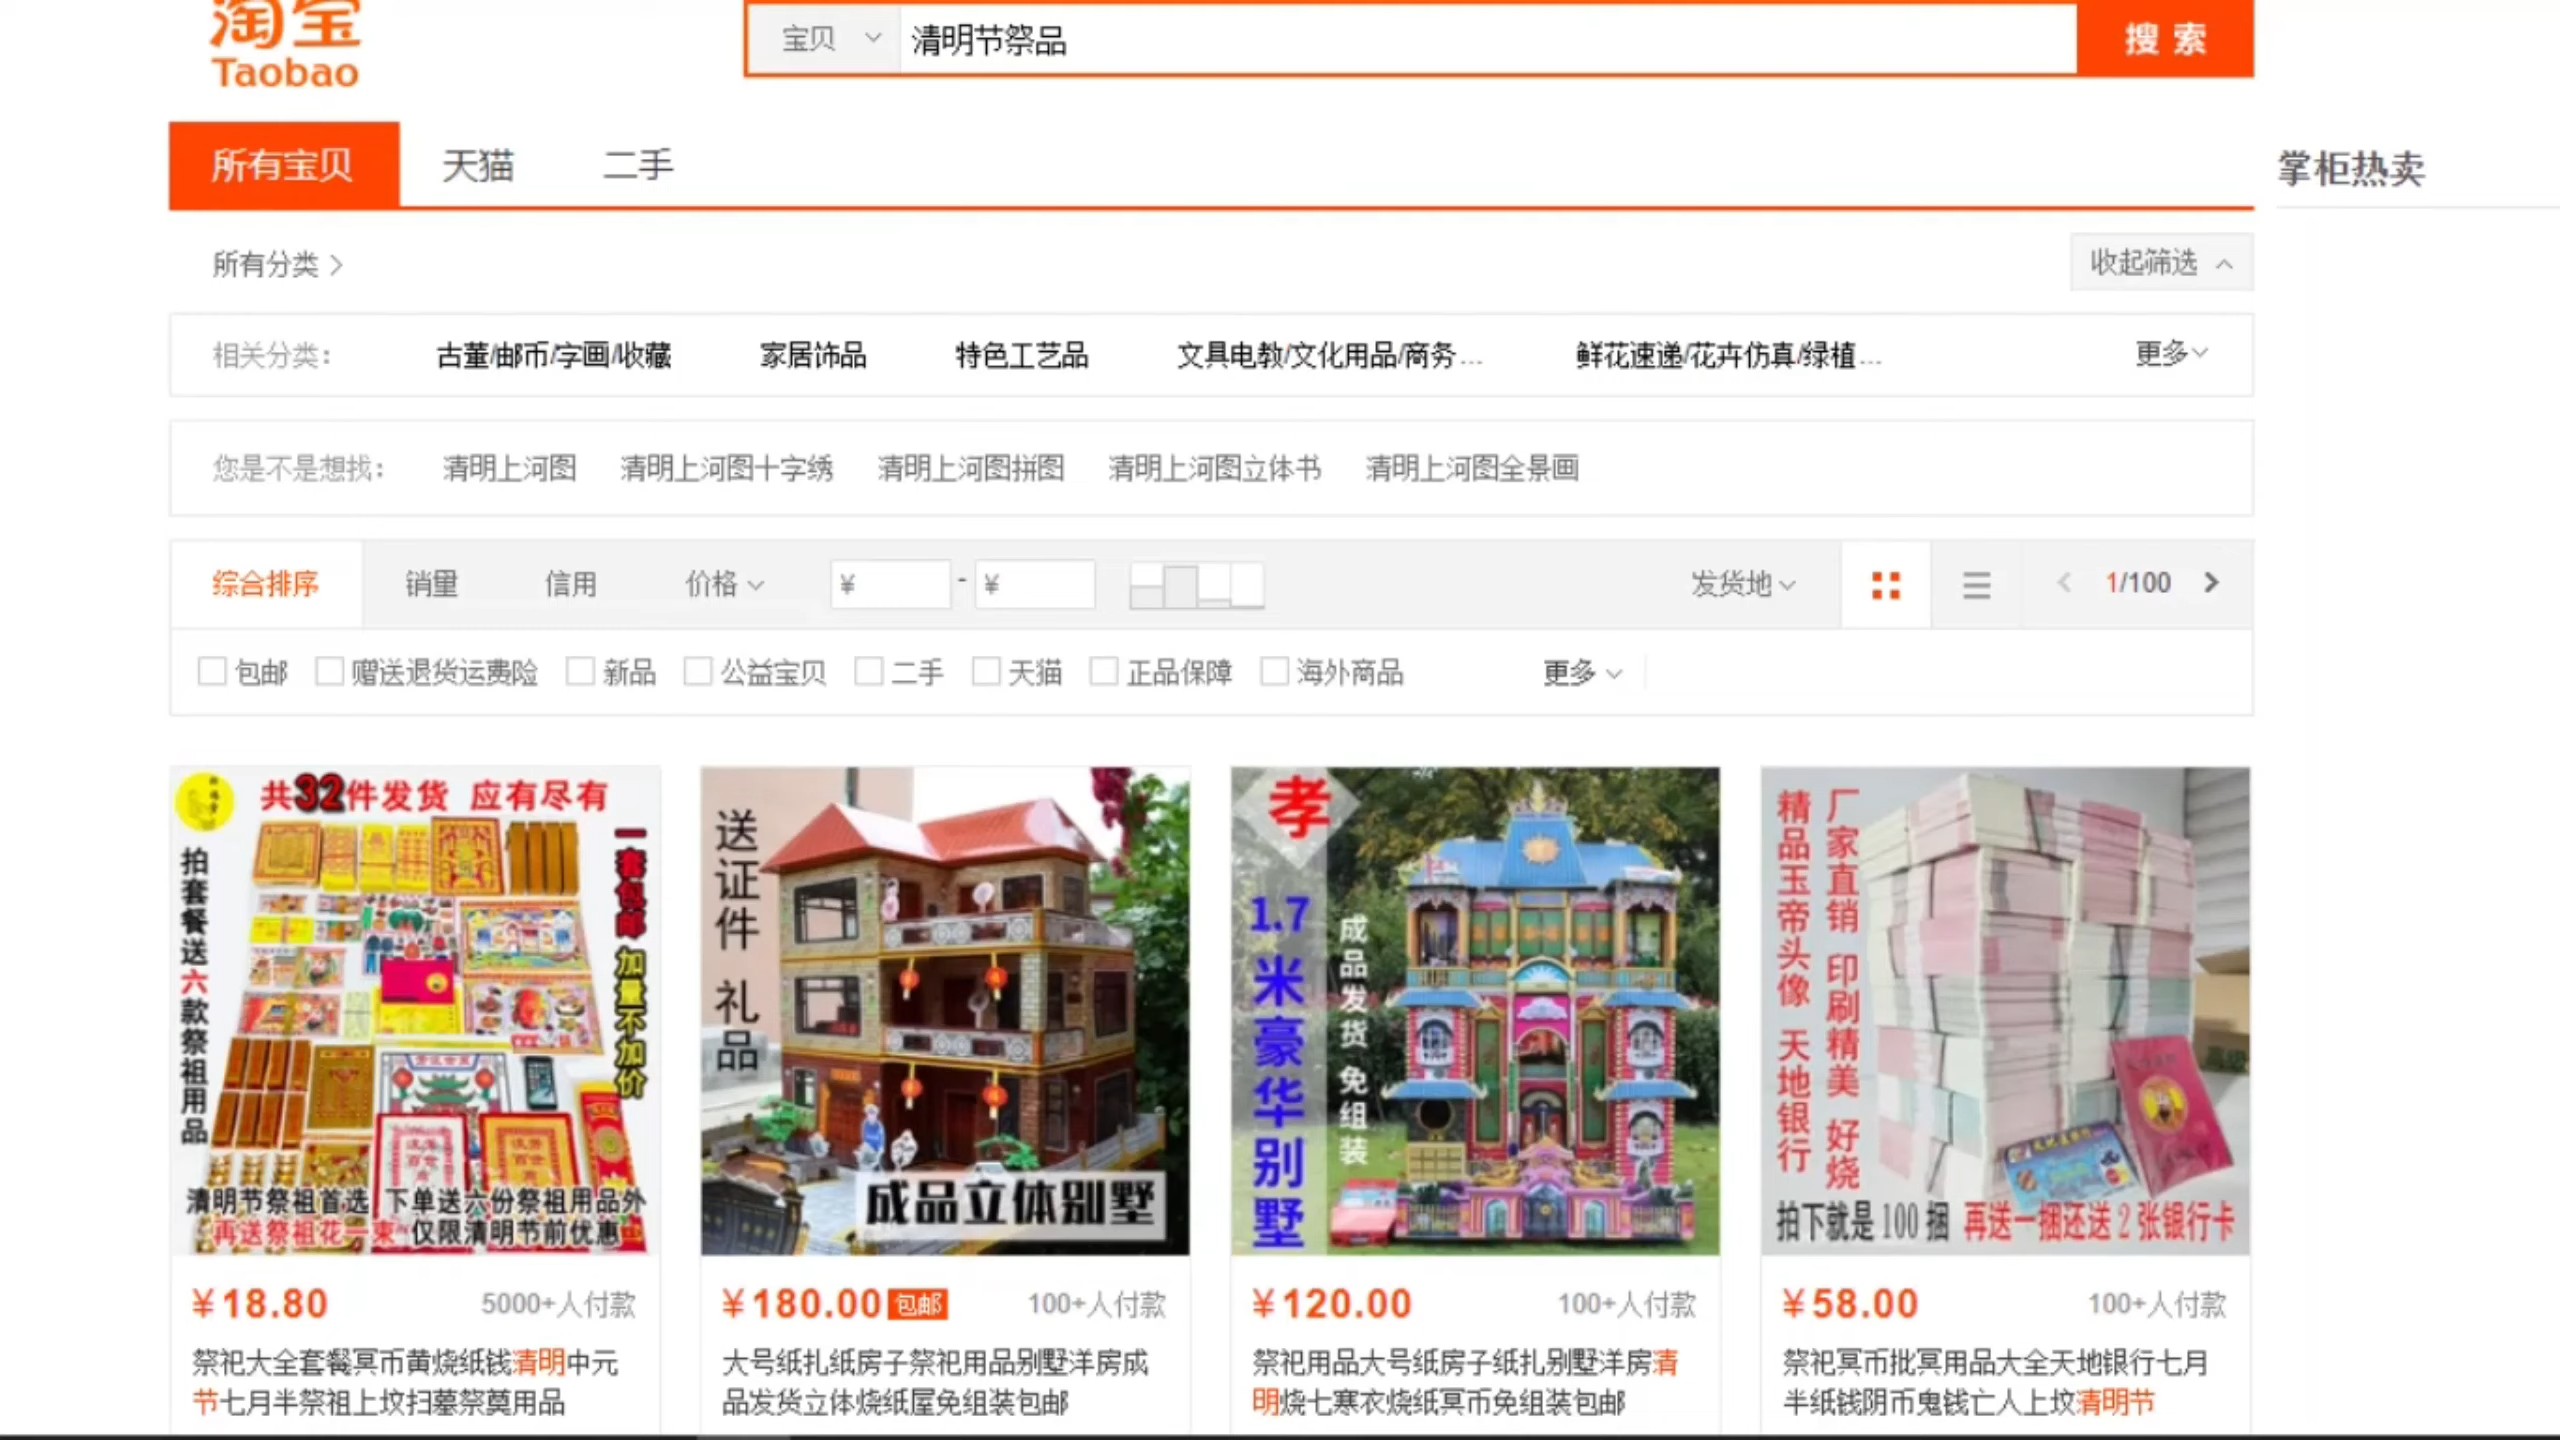 淘宝
Taobao
宝贝
清明节祭品
搜索
所有宝贝
天猫
二手
掌柜热卖
所有分类
收起筛选
相关分类：
古董/邮币/字画/收藏
家居饰品
特色工艺品
文具电教/文化用品/商务...
鲜花速递/花卉仿真/绿植...
更多
您是不是想找：
清明上河图
清明上河图十字绣
清明上河图拼图
清明上河图立体书
清明上河图全景画
综合排序
销量
信用
价格
¥
-
¥
发货地
1/100
包邮
赠送退货运费险
新品
公益宝贝
二手
天猫
正品保障
海外商品
更多
共32件发货 应有尽有
拍套餐送六款祭祖用品
一套包邮 加量不加价
清明节祭祖首选 下单送六份祭祖用品外
再送祭祖花一束 仅限清明节前优惠
¥18.80
5000+人付款
祭祀大全套餐冥币黄烧纸钱清明中元
节七月半祭祖上坟扫墓祭奠用品
送证件 礼品
成品立体别墅
¥180.00
包邮
100+人付款
大号纸扎纸房子祭祀用品别墅洋房成
品发货立体烧纸屋免组装包邮
孝
1.7米豪华别墅
成品发货 免组装
¥120.00
100+人付款
祭祀用品大号纸房子纸扎别墅洋房清
明烧七寒衣烧纸冥币免组装包邮
厂家直销 印刷精美 好烧
精品玉帝头像 天地银行
拍下就是100捆 再送一捆还送2张银行卡
¥58.00
100+人付款
祭祀冥币批冥用品大全天地银行七月
半纸钱阴币鬼钱亡人上坟清明节